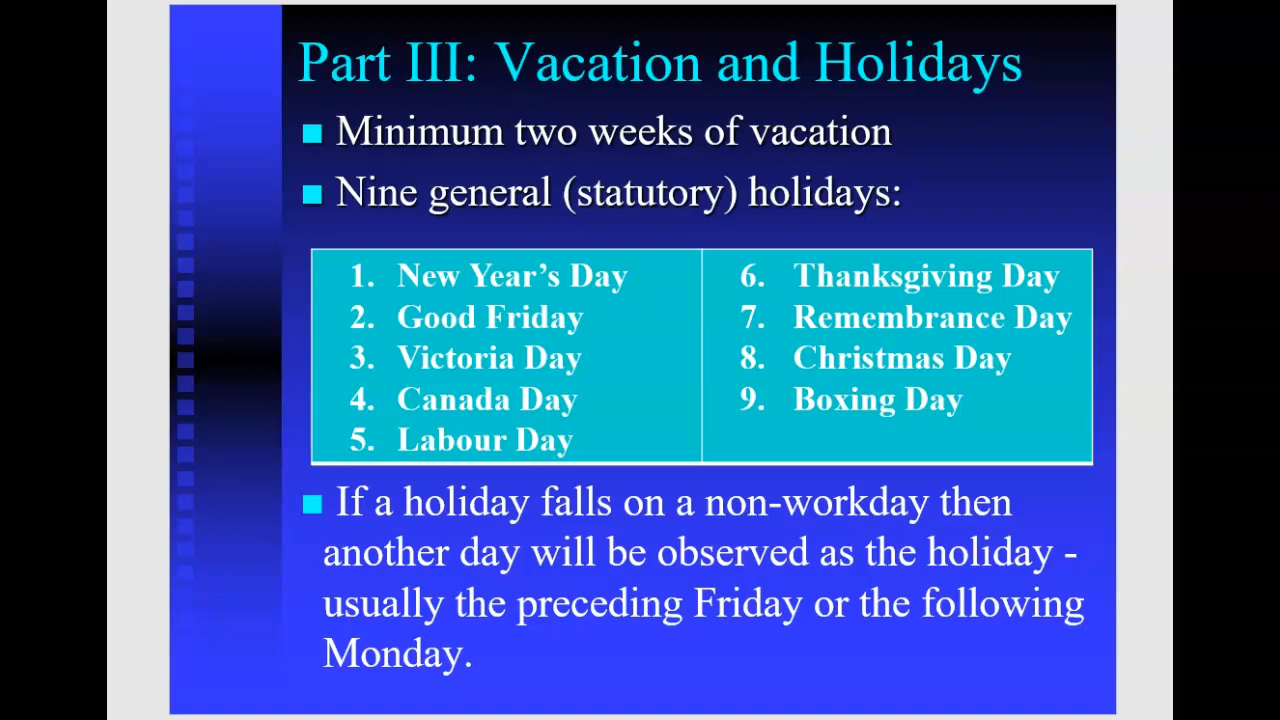 Part III: Vacation and Holidays
Minimum two weeks of vacation
Nine general (statutory) holidays:
1. New Year’s Day
2. Good Friday
3. Victoria Day
4. Canada Day
5. Labour Day
6. Thanksgiving Day
7. Remembrance Day
8. Christmas Day
9. Boxing Day
If a holiday falls on a non-workday then
another day will be observed as the holiday -
usually the preceding Friday or the following
Monday.